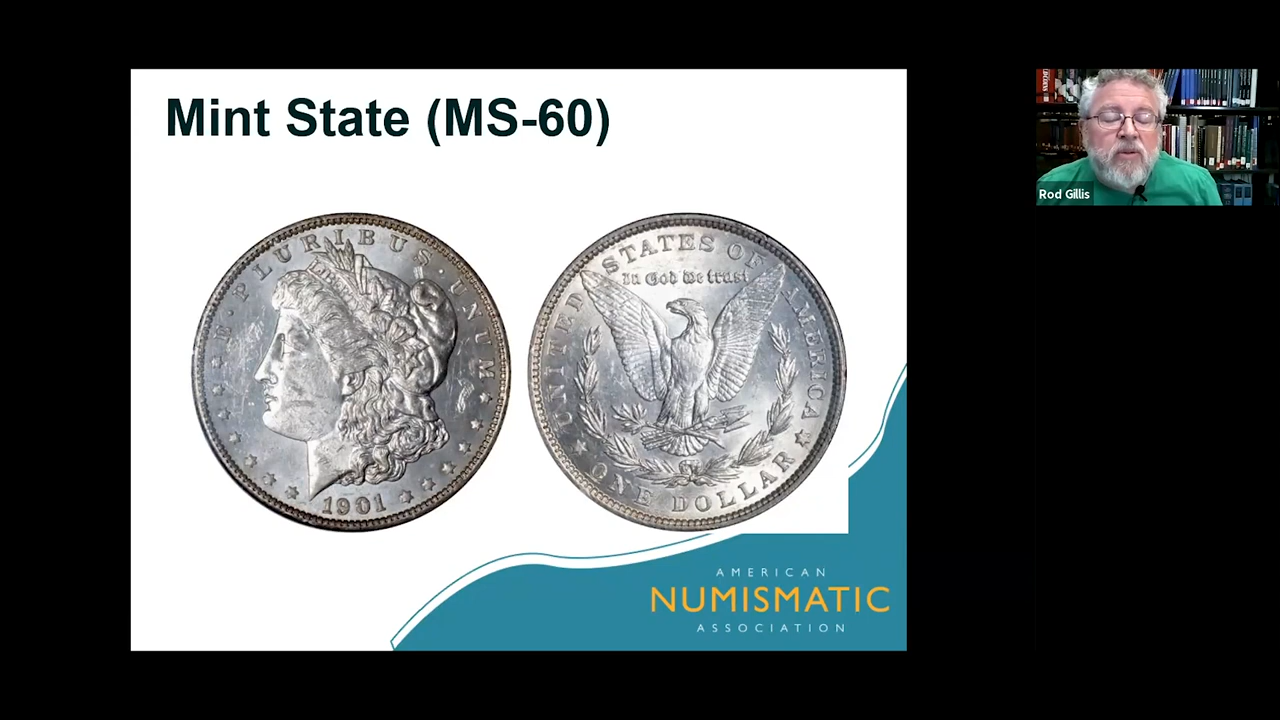 Mint State (MS-60)
E · PLURIBUS · UNUM
1901
UNITED STATES OF AMERICA
In God We trust
ONE DOLLAR
AMERICAN
NUMISMATIC
ASSOCIATION
Rod Gillis